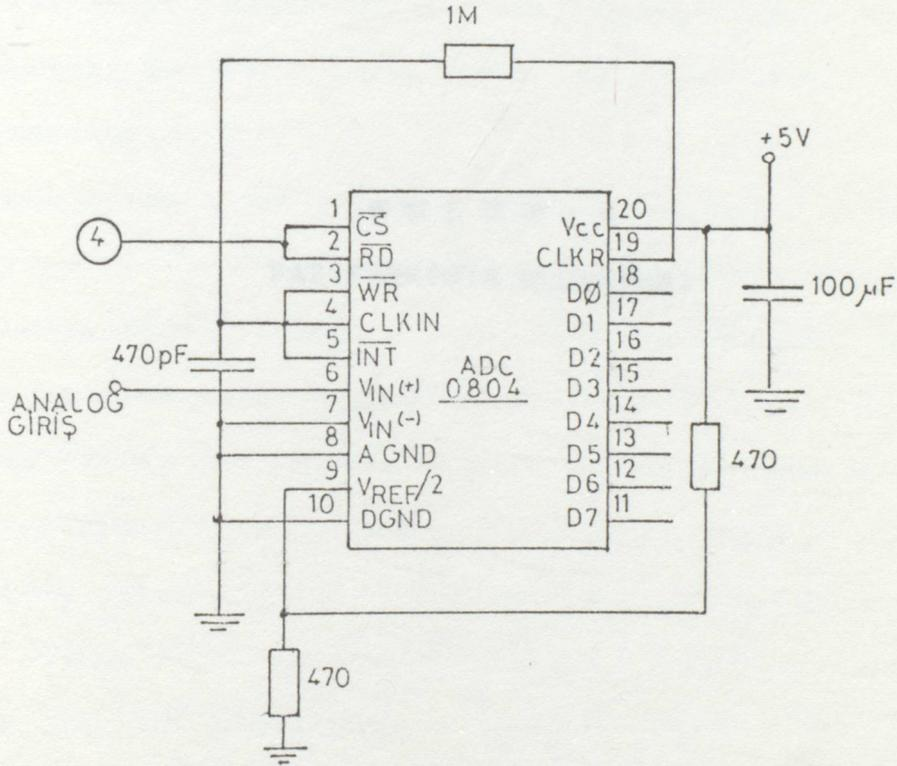 1M
+5V
1 CS 20 Vcc
4
2 RD 19 CLKR
3 WR 18 DØ
100µF
4 CLKIN 17 D1
5 INT 16 D2
470pF
ADC
0804
6 VIN(+) 15 D3
ANALOG
GİRİŞ
7 VIN(-) 14 D4
8 A GND 13 D5
470
9 VREF/2 12 D6
10 DGND 11 D7
470